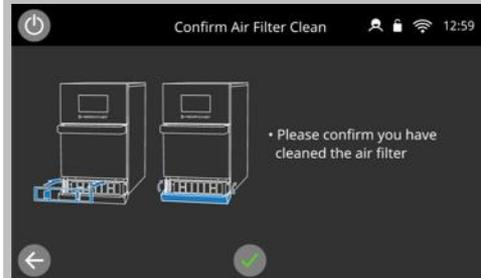 Confirm Air Filter Clean
12:59
• Please confirm you have
cleaned the air filter